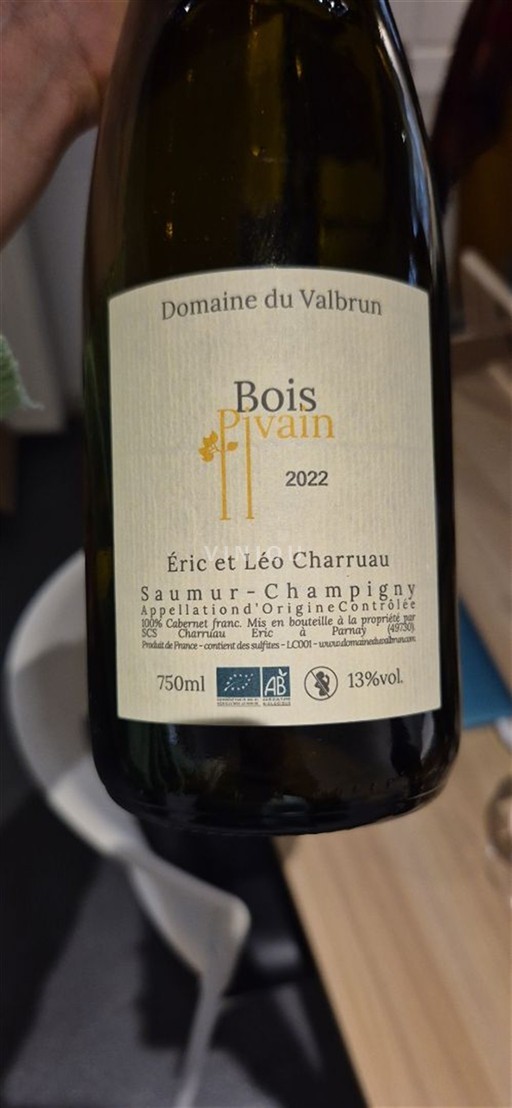 Domaine du Valbrun
Bois
Pivain
2022
Éric et Léo Charruau
Saumur-Champigny
Appellation d'Origine Contrôlée
100% Cabernet franc. Mis en bouteille à la propriété par
SCS Charruau Eric à Parnay (49730)
Produit de France - contient des sulfites - LC001 - www.domaineduvalbrun.com
750ml
AB
13%vol.